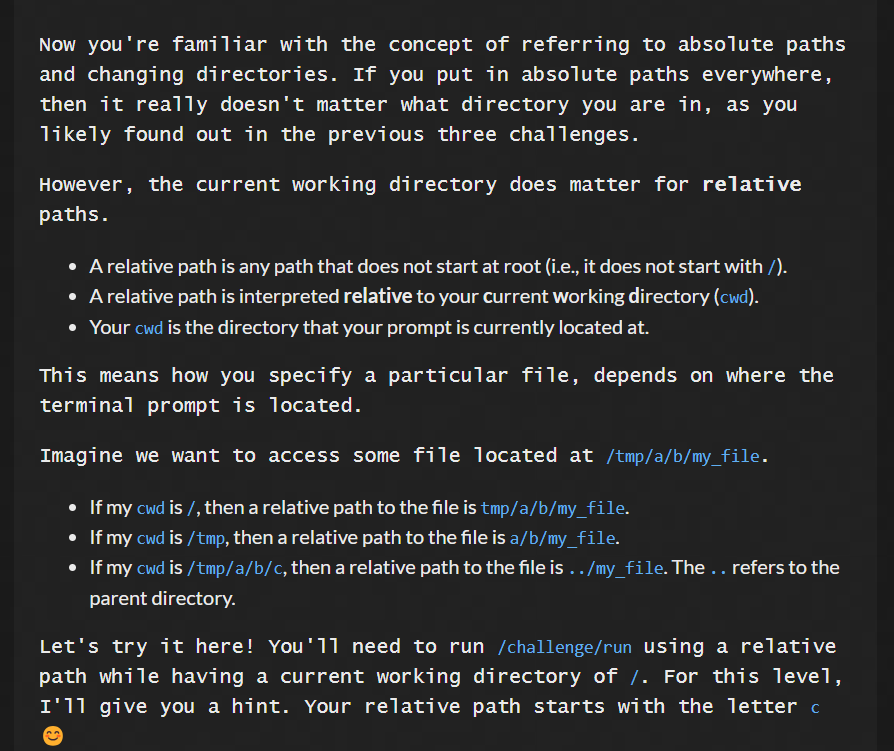 Now you're familiar with the concept of referring to absolute paths
and changing directories. If you put in absolute paths everywhere,
then it really doesn't matter what directory you are in, as you
likely found out in the previous three challenges.
However, the current working directory does matter for relative
paths.
• A relative path is any path that does not start at root (i.e., it does not start with /).
• A relative path is interpreted relative to your current working directory (cwd).
• Your cwd is the directory that your prompt is currently located at.
This means how you specify a particular file, depends on where the
terminal prompt is located.
Imagine we want to access some file located at /tmp/a/b/my_file.
• If my cwd is /, then a relative path to the file is tmp/a/b/my_file.
• If my cwd is /tmp, then a relative path to the file is a/b/my_file.
• If my cwd is /tmp/a/b/c, then a relative path to the file is ../my_file. The .. refers to the
parent directory.
Let's try it here! You'll need to run /challenge/run using a relative
path while having a current working directory of /. For this level,
I'll give you a hint. Your relative path starts with the letter c
😊